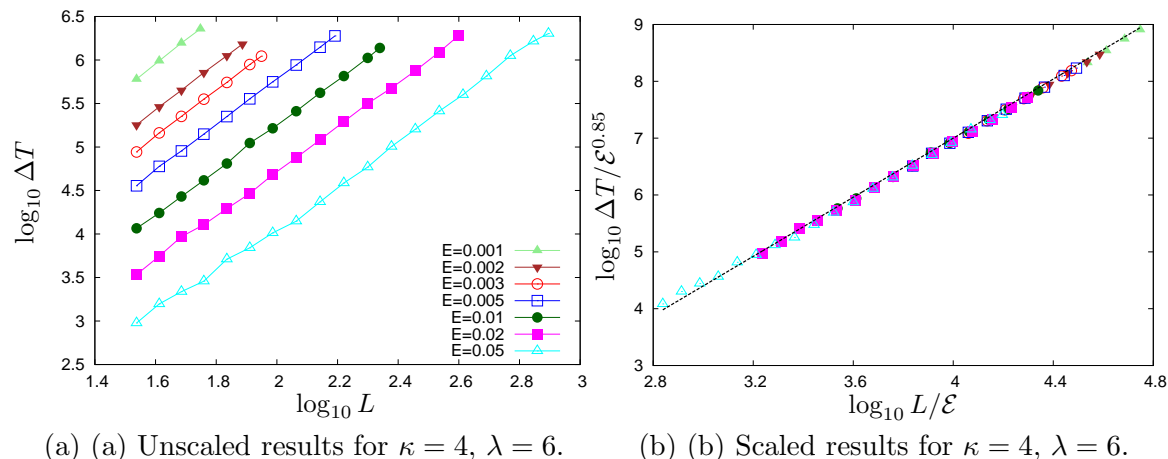 6.5
6
5.5
5
4.5
4
3.5
3
2.5
1.4 1.6 1.8 2 2.2 2.4 2.6 2.8 3
log₁₀ ΔT
log₁₀ L
E=0.001
E=0.002
E=0.003
E=0.005
E=0.01
E=0.02
E=0.05
(a) (a) Unscaled results for κ = 4, λ = 6.
9
8
7
6
5
4
3
2.8 3.2 3.6 4 4.4 4.8
log₁₀ ΔT/ℰ^0.85
log₁₀ L/ℰ
(b) (b) Scaled results for κ = 4, λ = 6.